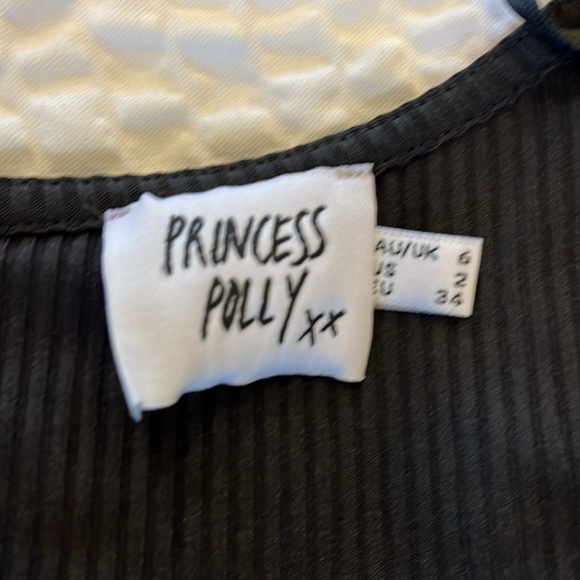 PRINCESS
POLLY xx
AU/UK 6
US 2
EU 34